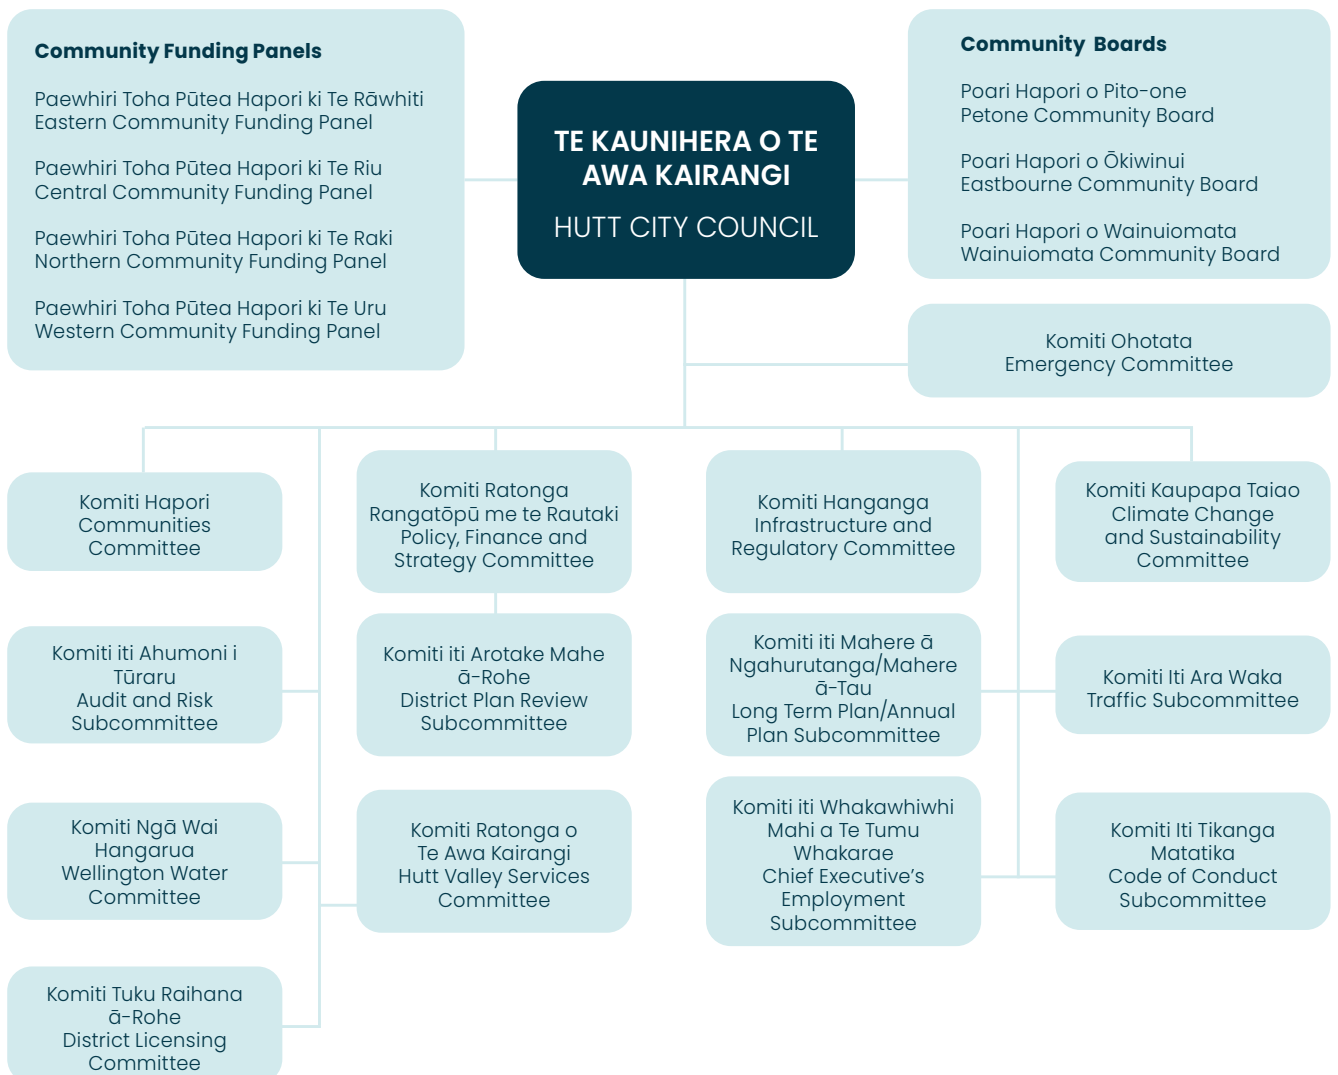 Community Funding Panels
Paewhiri Toha Pūtea Hapori ki Te Rāwhiti
Eastern Community Funding Panel
Paewhiri Toha Pūtea Hapori ki Te Riu
Central Community Funding Panel
Paewhiri Toha Pūtea Hapori ki Te Raki
Northern Community Funding Panel
Paewhiri Toha Pūtea Hapori ki Te Uru
Western Community Funding Panel
TE KAUNIHERA O TE
AWA KAIRANGI
HUTT CITY COUNCIL
Community Boards
Poari Hapori o Pito-one
Petone Community Board
Poari Hapori o Ōkiwinui
Eastbourne Community Board
Poari Hapori o Wainuiomata
Wainuiomata Community Board
Komiti Ohotata
Emergency Committee
Komiti Hapori
Communities
Committee
Komiti Ratonga
Rangatōpū me te Rautaki
Policy, Finance and
Strategy Committee
Komiti Hanganga
Infrastructure and
Regulatory Committee
Komiti Kaupapa Taiao
Climate Change
and Sustainability
Committee
Komiti iti Ahumoni i
Tūraru
Audit and Risk
Subcommittee
Komiti iti Arotake Mahe
ā-Rohe
District Plan Review
Subcommittee
Komiti iti Mahere ā
Ngahurutanga/Mahere
ā-Tau
Long Term Plan/Annual
Plan Subcommittee
Komiti Iti Ara Waka
Traffic Subcommittee
Komiti Ngā Wai
Hangarua
Wellington Water
Committee
Komiti Ratonga o
Te Awa Kairangi
Hutt Valley Services
Committee
Komiti iti Whakawhiwhi
Mahi a Te Tumu
Whakarae
Chief Executive’s
Employment
Subcommittee
Komiti Iti Tikanga
Matatika
Code of Conduct
Subcommittee
Komiti Tuku Raihana
ā-Rohe
District Licensing
Committee